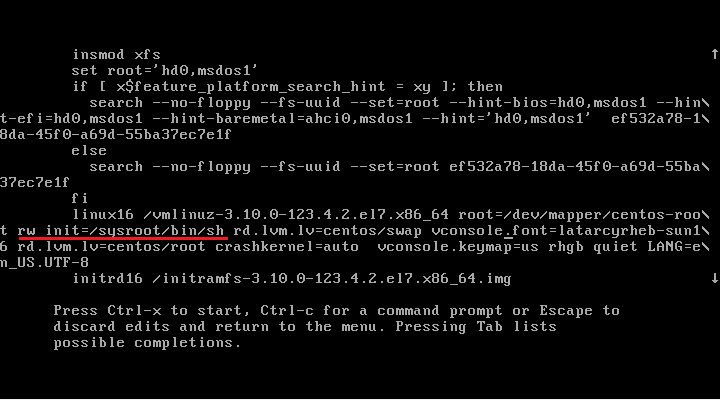 insmod xfs
set root='hd0,msdos1'
if [ x$feature_platform_search_hint = xy ]; then
search --no-floppy --fs-uuid --set=root --hint-bios=hd0,msdos1 --hin\
t-efi=hd0,msdos1 --hint-baremetal=ahci0,msdos1 --hint='hd0,msdos1'  ef532a78-1\
8da-45f0-a69d-55ba37ec7e1f
else
search --no-floppy --fs-uuid --set=root ef532a78-18da-45f0-a69d-55ba\
37ec7e1f
fi
linux16 /vmlinuz-3.10.0-123.4.2.el7.x86_64 root=/dev/mapper/centos-roo\
t rw init=/sysroot/bin/sh rd.lvm.lv=centos/swap vconsole.font=latarcyrheb-sun1\
6 rd.lvm.lv=centos/root crashkernel=auto  vconsole.keymap=us rhgb quiet LANG=e\
n_US.UTF-8
initrd16 /initramfs-3.10.0-123.4.2.el7.x86_64.img
Press Ctrl-x to start, Ctrl-c for a command prompt or Escape to
discard edits and return to the menu. Pressing Tab lists
possible completions.